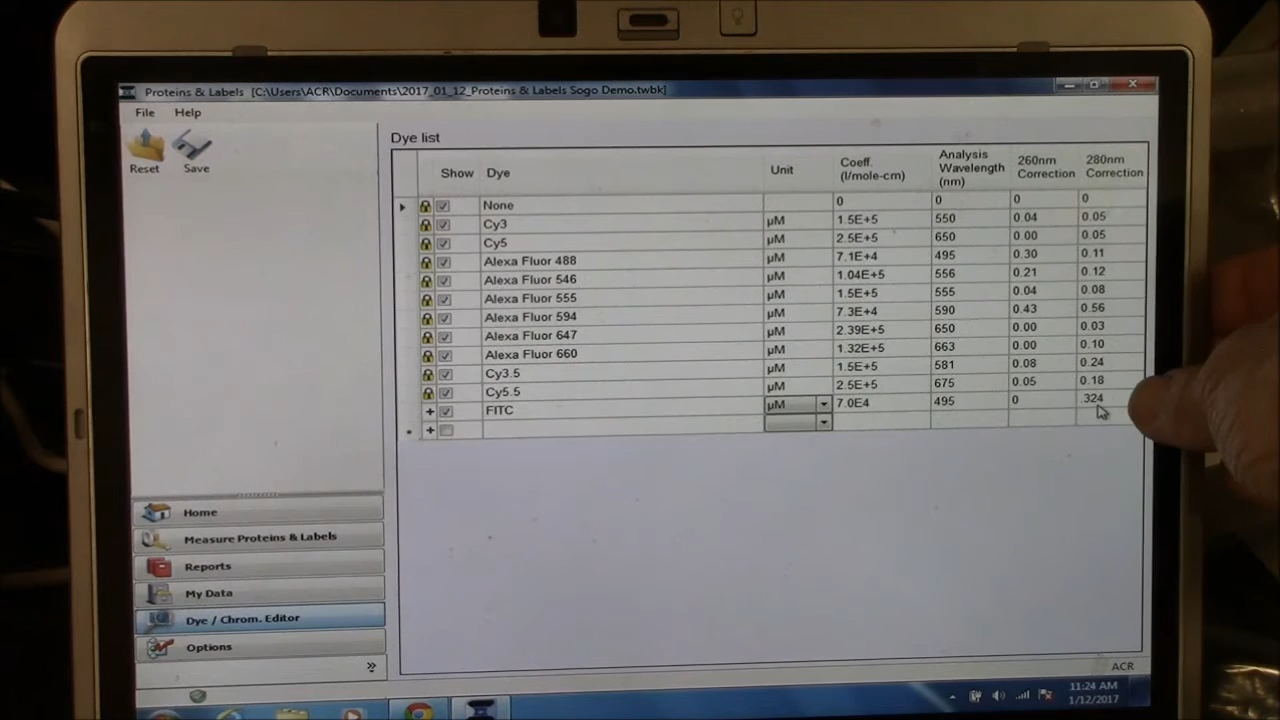 Proteins & Labels [C:\Users\ACR\Documents\2017_01_12_Proteins & Labels Sogo Demo.twbk]
File Help
Reset Save
Dye list
Show Dye Unit Coeff. (l/mole-cm) Analysis Wavelength (nm) 260nm Correction 280nm Correction
None 0 0 0 0
Cy3 µM 1.5E+5 550 0.04 0.05
Cy5 µM 2.5E+5 650 0.00 0.05
Alexa Fluor 488 µM 7.1E+4 495 0.30 0.11
Alexa Fluor 546 µM 1.04E+5 556 0.21 0.12
Alexa Fluor 555 µM 1.5E+5 555 0.04 0.08
Alexa Fluor 594 µM 7.3E+4 590 0.43 0.56
Alexa Fluor 647 µM 2.39E+5 650 0.00 0.03
Alexa Fluor 660 µM 1.32E+5 663 0.00 0.10
Cy3.5 µM 1.5E+5 581 0.08 0.24
Cy5.5 µM 2.5E+5 675 0.05 0.18
FITC µM 7.0E4 495 0 .324
Home
Measure Proteins & Labels
Reports
My Data
Dye / Chrom. Editor
Options
ACR
11:24 AM
1/12/2017